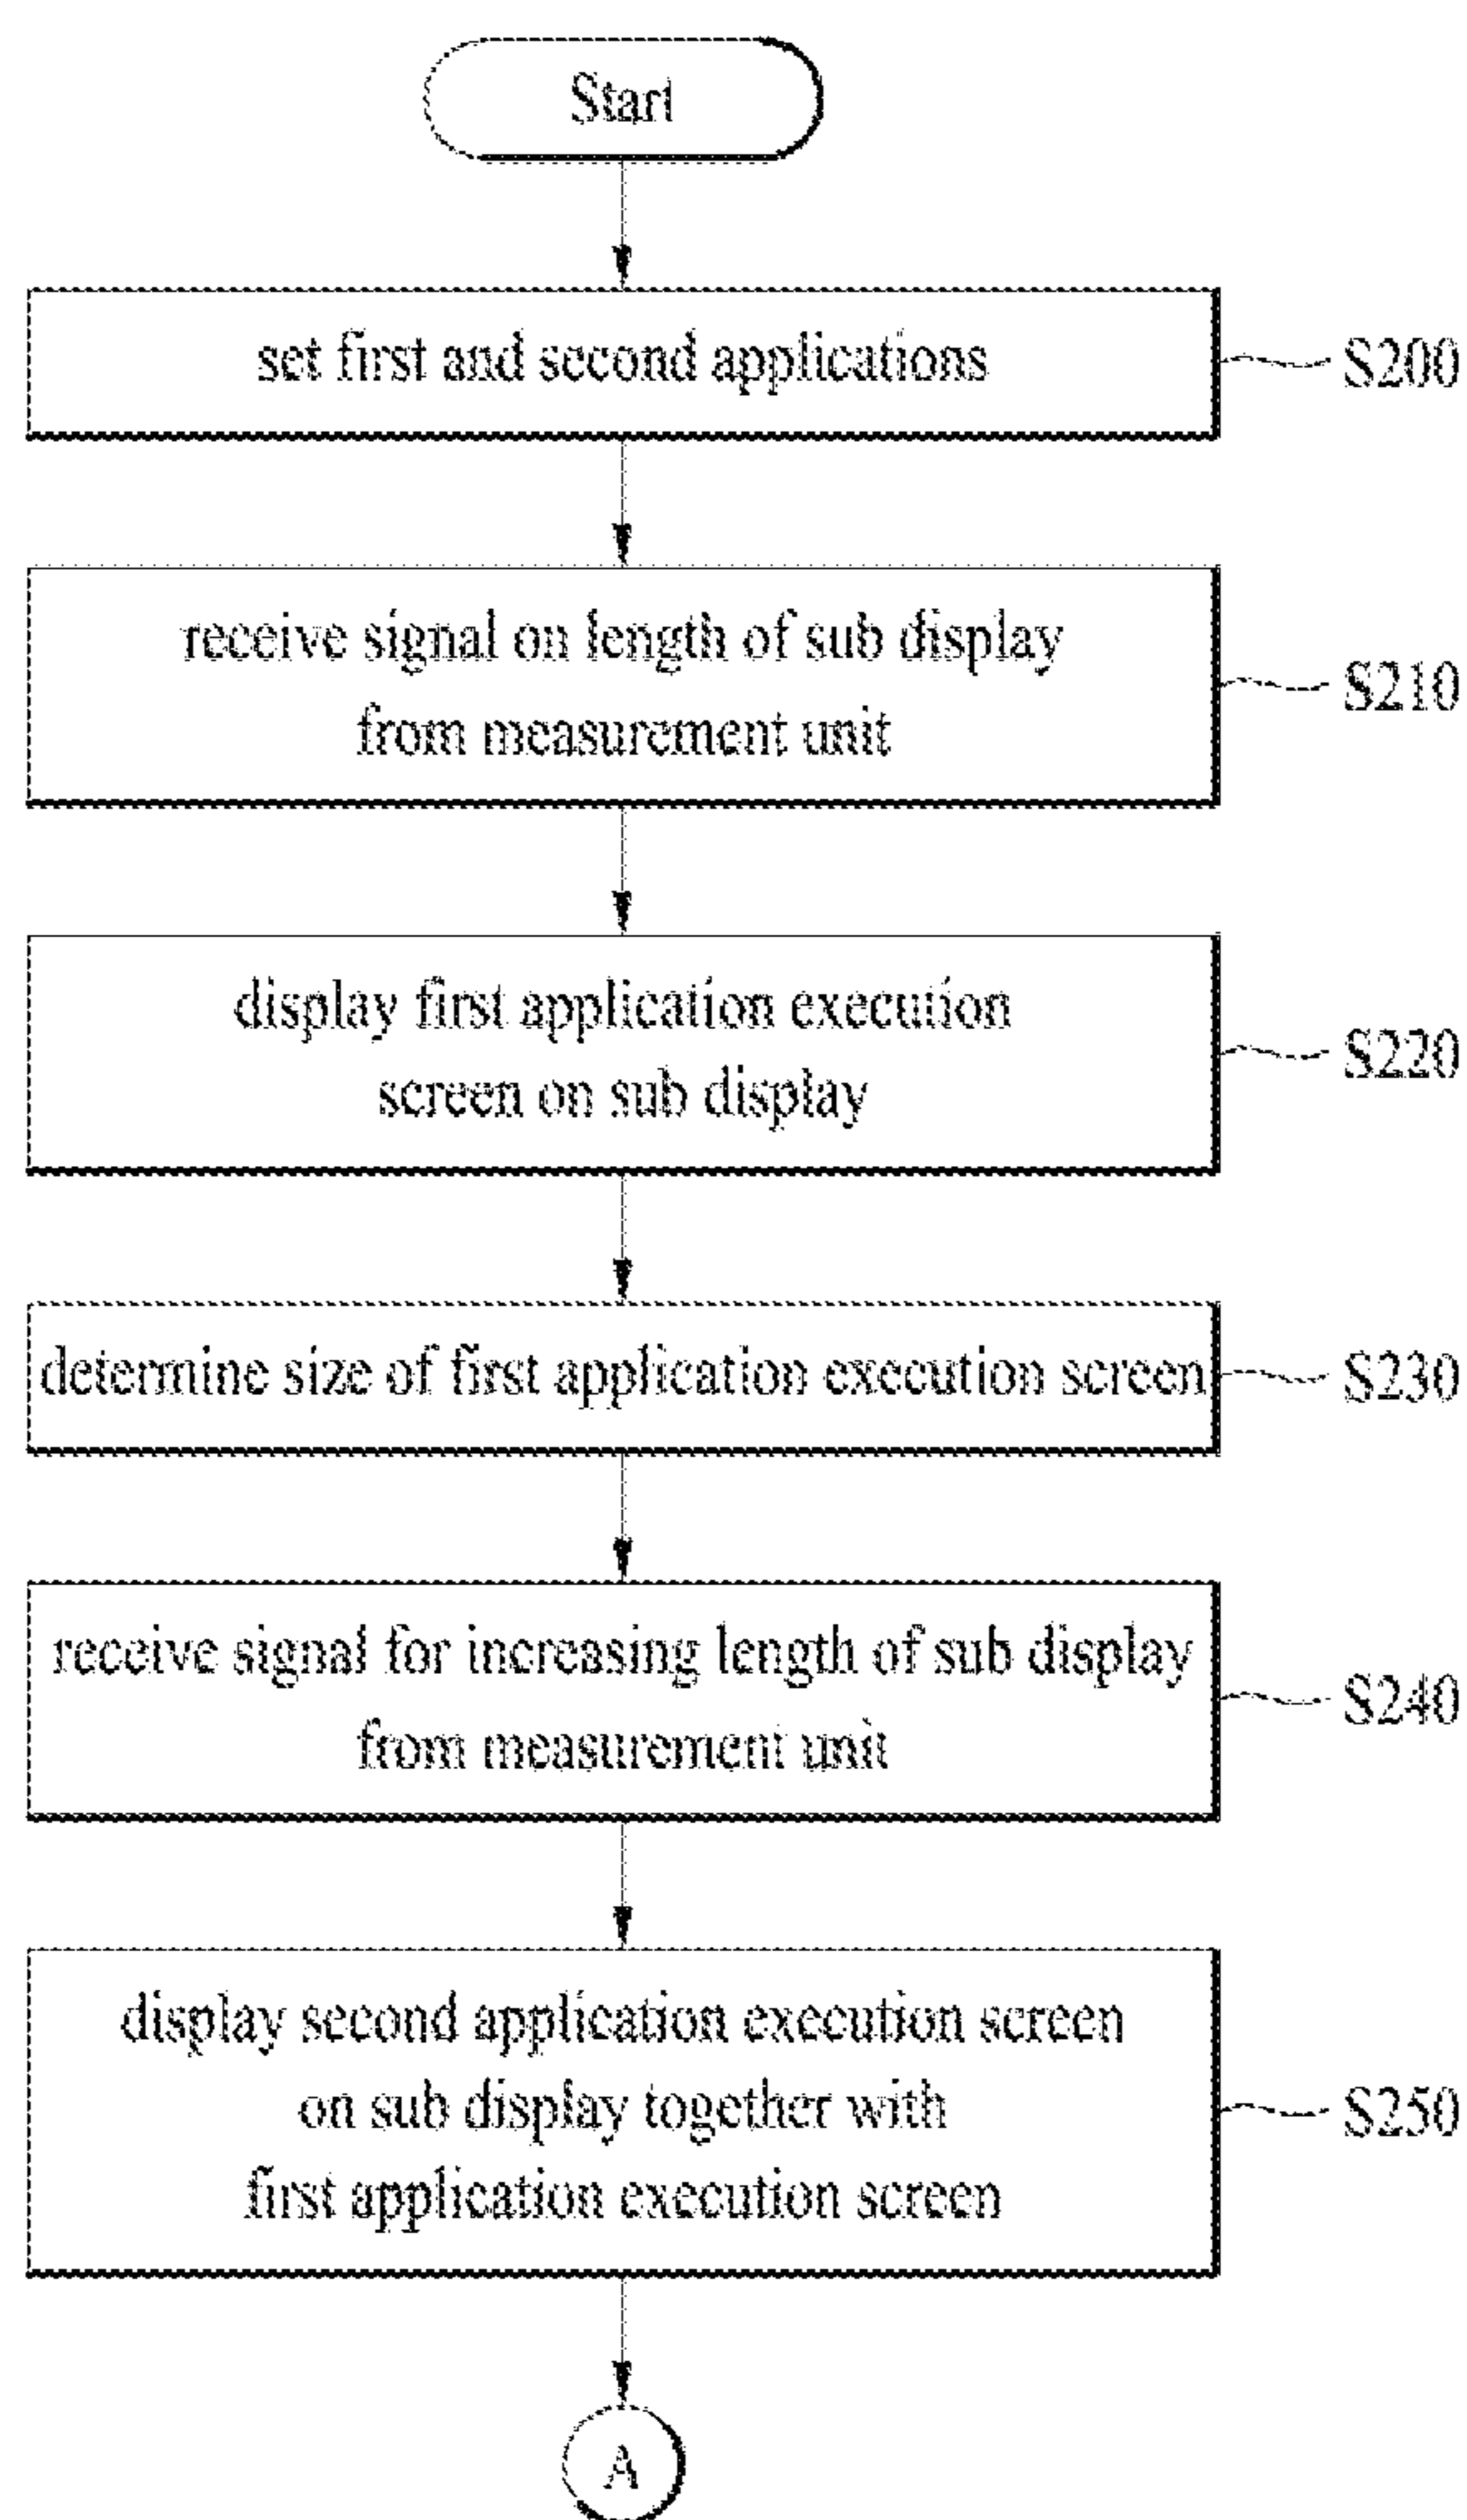 Start
set first and second applications
S200
receive signal on length of sub display
from measurement unit
S210
display first application execution
screen on sub display
S220
determine size of first application execution screen
S230
receive signal for increasing length of sub display
from measurement unit
S240
display second application execution screen
on sub display together with
first application execution screen
S250
A